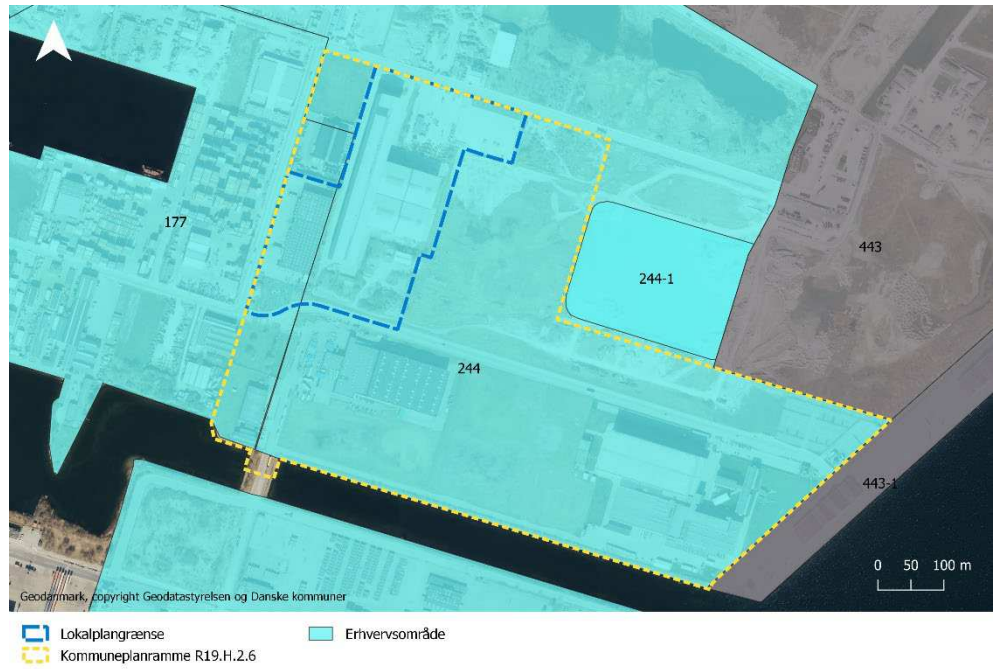 177
443
244-1
244
443-1
0 50 100 m
Geodanmark, copyright Geodatastyrelsen og Danske kommuner
Lokalplangrænse
Erhvervsområde
Kommuneplanramme R19.H.2.6